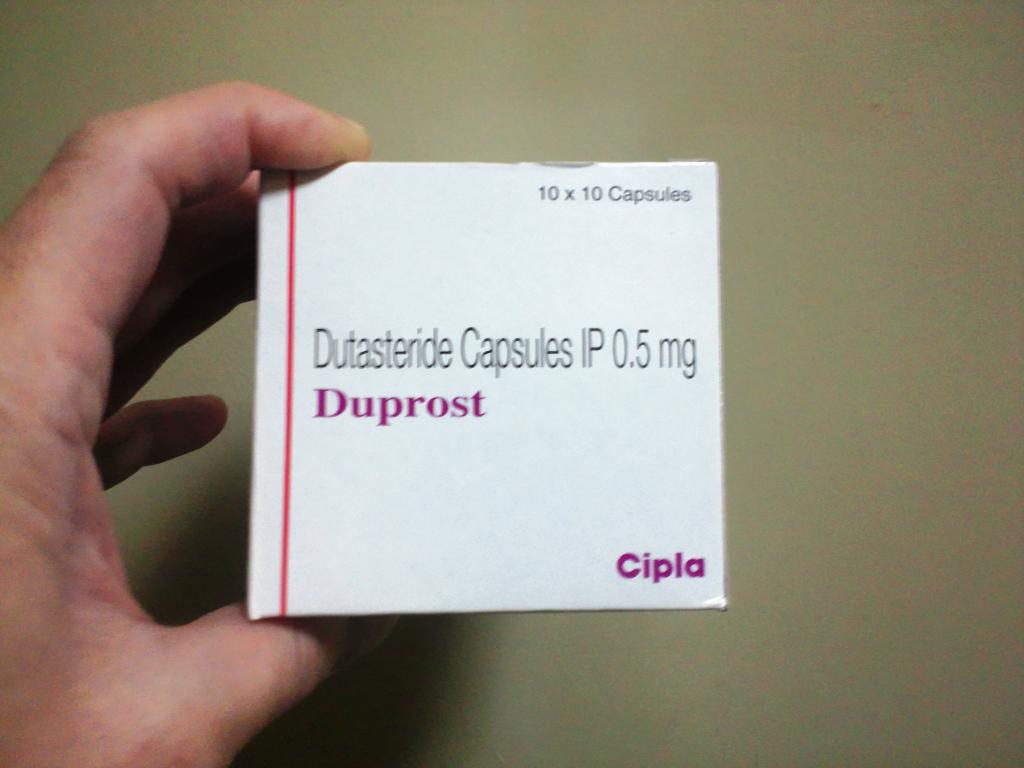 10 x 10 Capsules
Dutasteride Capsules IP 0.5 mg
Duprost
Cipla